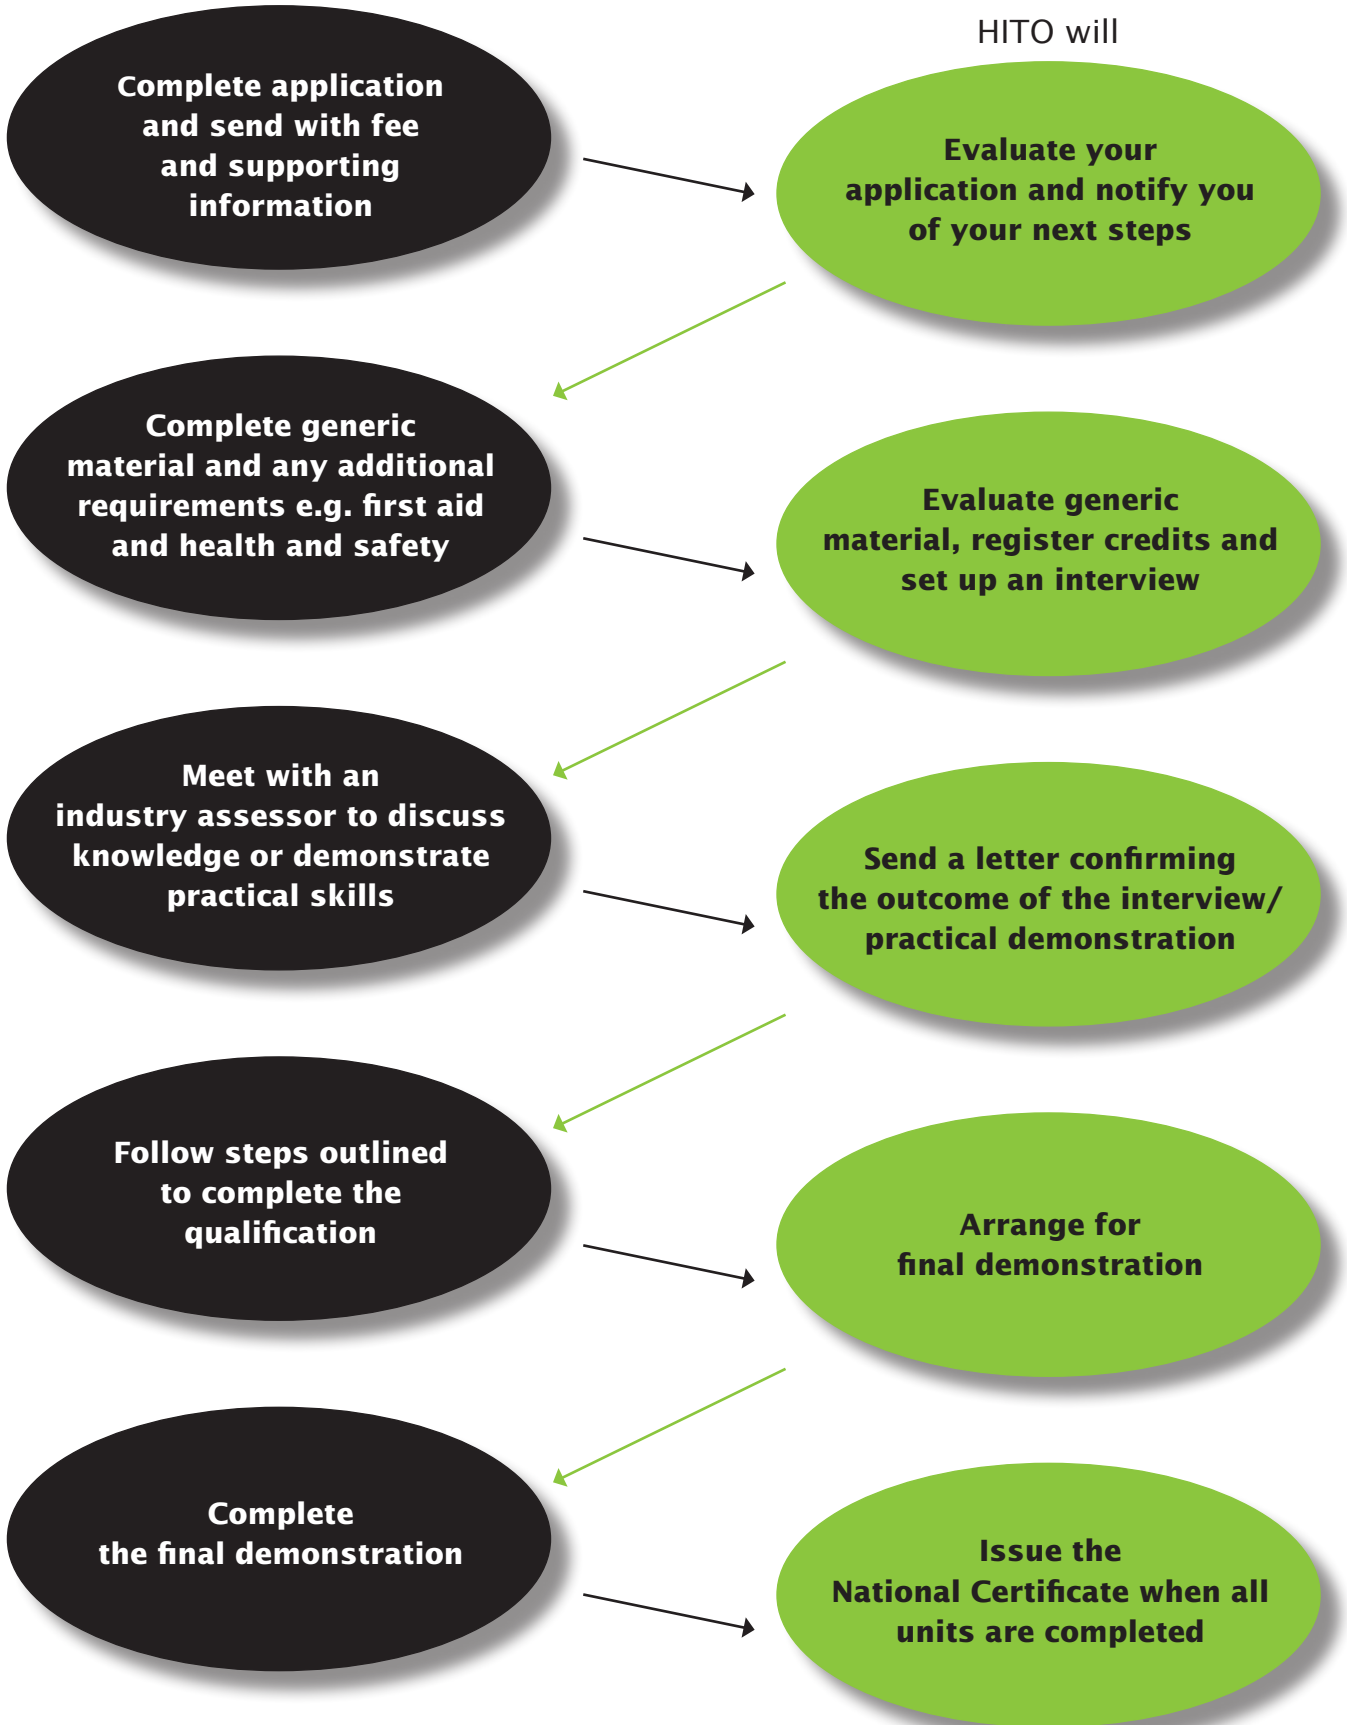 HITO will
Complete application
and send with fee
and supporting
information
Evaluate your
application and notify you
of your next steps
Complete generic
material and any additional
requirements e.g. first aid
and health and safety
Evaluate generic
material, register credits and
set up an interview
Meet with an
industry assessor to discuss
knowledge or demonstrate
practical skills
Send a letter confirming
the outcome of the interview/
practical demonstration
Follow steps outlined
to complete the
qualification
Arrange for
final demonstration
Complete
the final demonstration
Issue the
National Certificate when all
units are completed